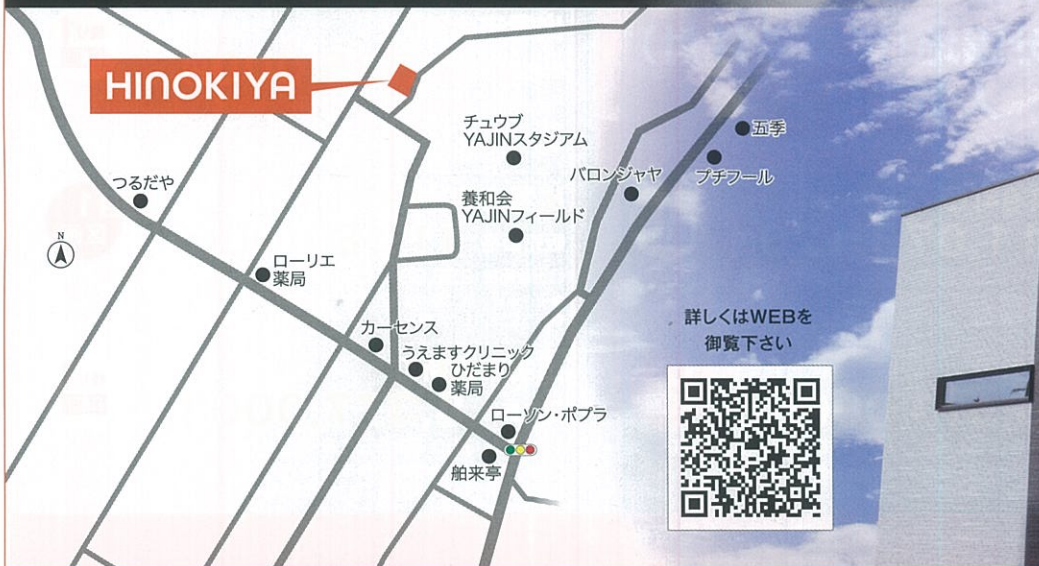 HINOKIYA
チュウブ
YAJINスタジアム
五季
バロンジャヤ
プチフール
つるだや
養和会
YAJINフィールド
N
ローリエ
薬局
カーセンス
うえますクリニック
ひだまり
薬局
ローソン・ポプラ
舶来亭
詳しくはWEBを
御覧下さい